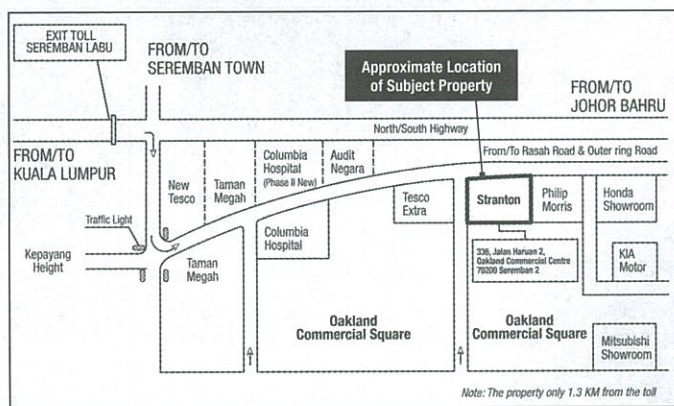 EXIT TOLL
SEREMBAN LABU
FROM/TO
SEREMBAN TOWN
Approximate Location
of Subject Property
FROM/TO
JOHOR BAHRU
North/South Highway
FROM/TO
KUALA LUMPUR
From/To Rasah Road & Outer ring Road
New
Tesco
Taman
Megah
Columbia
Hospital
(Phase II New)
Audit
Negara
Tesco
Extra
Stranton
Philip
Morris
Honda
Showroom
Traffic Light
Kepayang
Height
Taman
Megah
Columbia
Hospital
336, Jalan Haruan 2,
Oakland Commercial Centre
70200 Seremban 2
KIA
Motor
Oakland
Commercial Square
Oakland
Commercial Square
Mitsubishi
Showroom
Note: The property only 1.3 KM from the toll